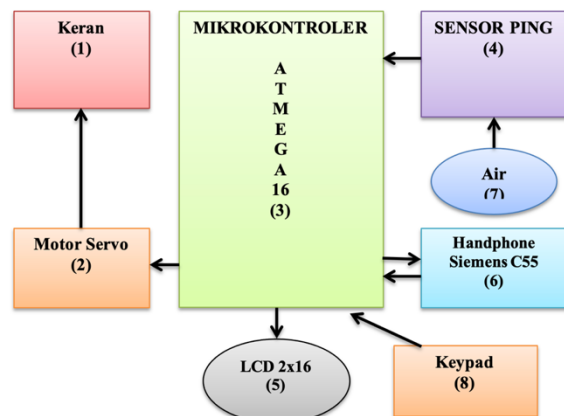 Keran
(1)
MIKROKONTROLER
A
T
M
E
G
A
16
(3)
SENSOR PING
(4)
Air
(7)
Motor Servo
(2)
Handphone
Siemens C55
(6)
LCD 2x16
(5)
Keypad
(8)